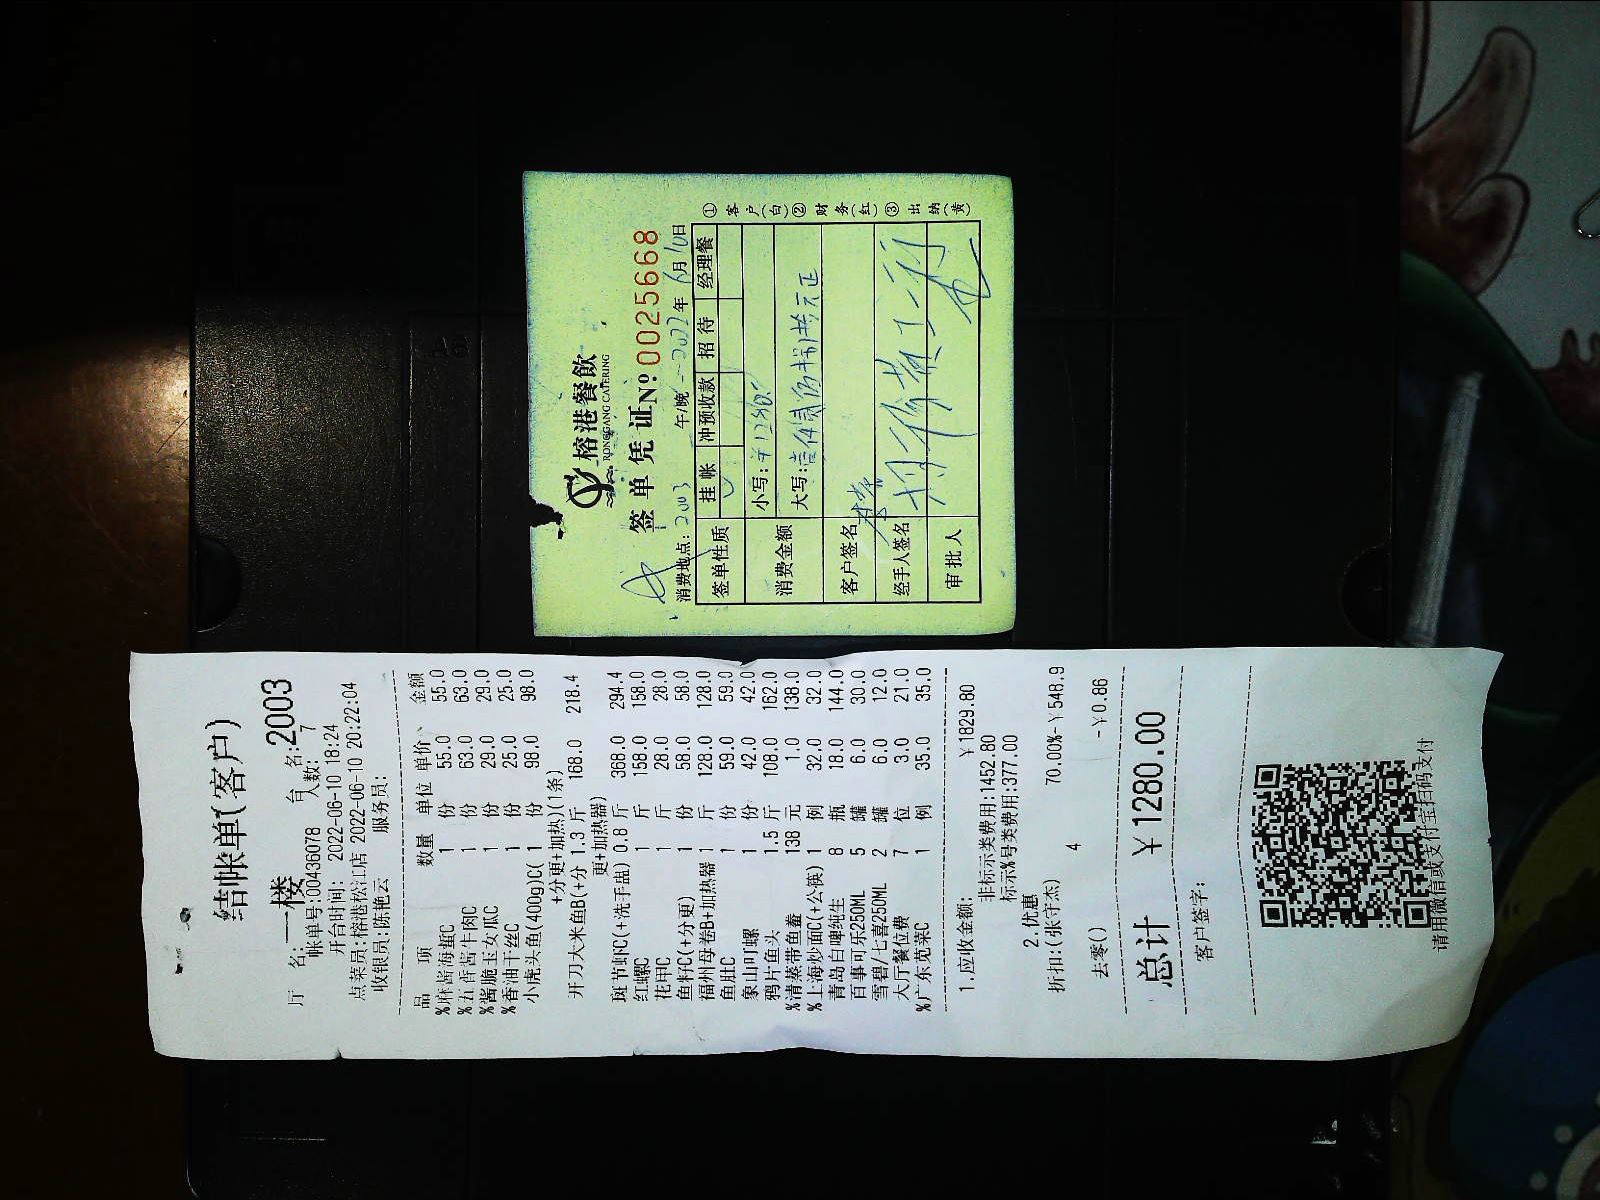 榕港餐飲
RONGGANG CATERING
签单凭证 № 0025668
消费地点: 2003 午/晚 2022年6月10日
签单性质 挂帐 冲预收款 招待 经理餐
消费金额 小写: ¥1280
大写: 元正
客户签名
经手人签名
审批人
① 客户(白) ② 财务(红) ③ 出纳(黄)
结帐单(客户)
厅名: 一楼 台名: 2003
帐单号:00436078 人数: 7
开台时间: 2022-06-10 18:24
点菜员:榕港松江店 2022-06-10 20:22:04
收银员:陈艳云 服务员:
品项 数量 单位 单价 金额
%麻酱海蜇C 1 份 55.0 55.0
%五香酱牛肉C 1 份 63.0 63.0
%酱脆玉女瓜C 1 份 29.0 29.0
%香油干丝C 1 份 25.0 25.0
小虎头鱼(400g)C( 1 份 98.0 98.0
+分更+加热)(1条)
开刀大米鱼B(+分 1.3 斤 168.0 218.4
更+加热器)
斑节虾C(+洗手盅) 0.8 斤 368.0 294.4
红螺C 1 斤 158.0 158.0
花甲C 1 斤 28.0 28.0
鱼籽C(+分更) 1 份 58.0 58.0
福州母卷B+加热器 1 斤 128.0 128.0
鱼肚C 1 份 59.0 59.0
象山叮螺 1 份 42.0 42.0
鸦片鱼头 1.5 斤 108.0 162.0
%清蒸带鱼鲞 138 元 1.0 138.0
%上海炒面C(+公筷) 1 例 32.0 32.0
青岛白啤纯生 8 瓶 18.0 144.0
百事可乐250ML 5 罐 6.0 30.0
雪碧/七喜250ML 2 罐 6.0 12.0
大厅餐位费 7 位 3.0 21.0
%广东苋菜C 1 例 35.0 35.0
1.应收金额: ￥1829.80
非标示类费用:1452.80
标示%号类费用:377.00
2.优惠
折扣:(张守杰) 70.00%-￥548.9
4
去零() -￥0.86
总计 ￥1280.00
客户签字:
请用微信或支付宝扫码支付